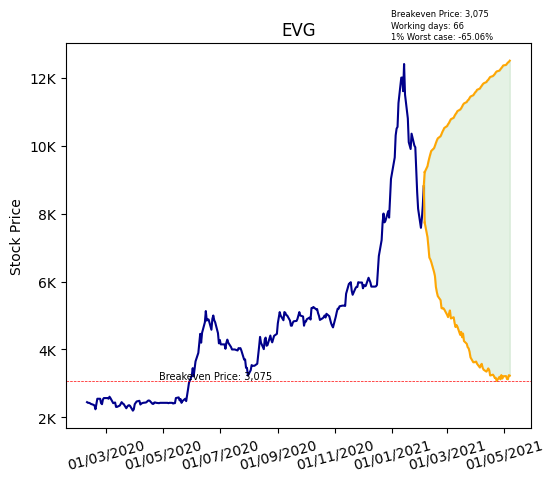 Breakeven Price: 3,075
Working days: 66
1% Worst case: -65.06%
EVG
Stock Price
12K
10K
8K
6K
4K
2K
Breakeven Price: 3,075
01/03/2020
01/05/2020
01/07/2020
01/09/2020
01/11/2020
01/01/2021
01/03/2021
01/05/2021